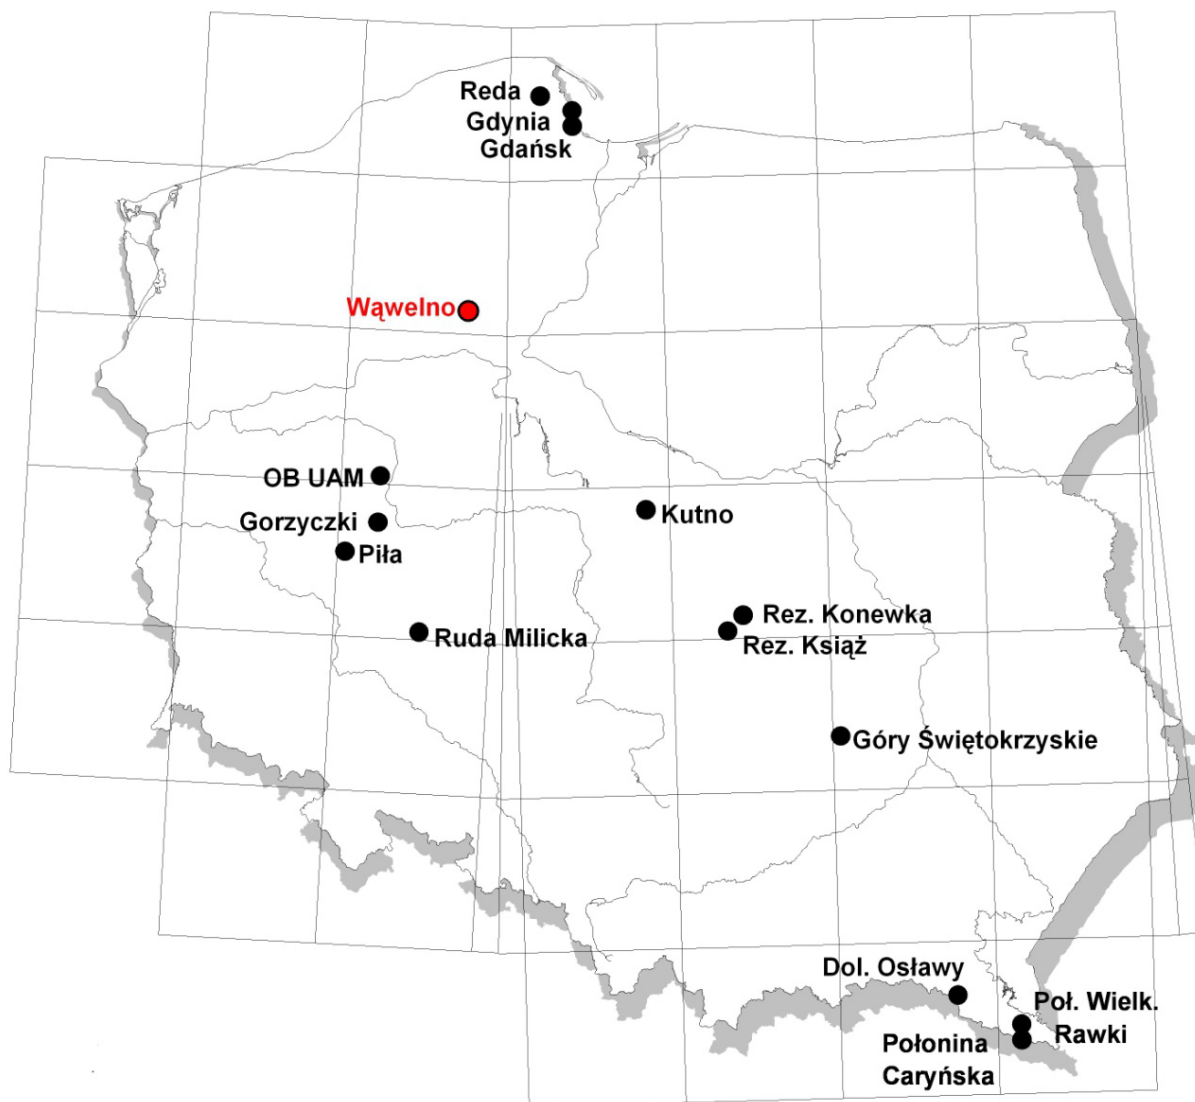 Reda
Gdynia
Gdańsk
Wąwelno
OB UAM
Gorzyczki
Piła
Kutno
Ruda Milicka
Rez. Konewka
Rez. Książ
Góry Świętokrzyskie
Dol. Osławy
Poł. Wielk.
Rawki
Połonina
Caryńska